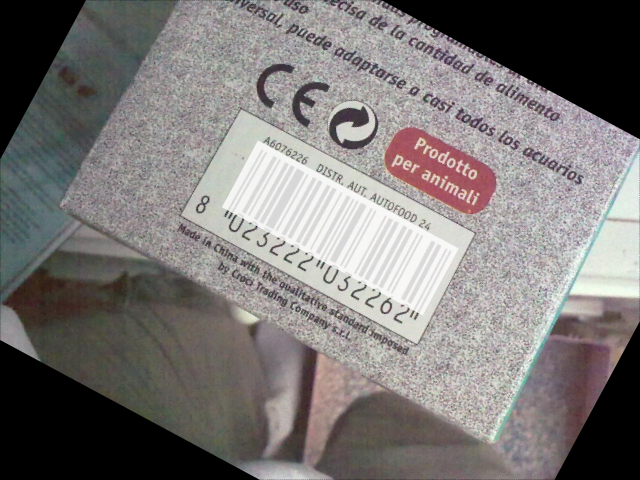 uso
precisa de la cantidad de alimento
universal, puede adaptarse a casi todos los acuarios
CE
Prodotto
per animali
A6076226 DISTR. AUT. AUTOFOOD 24
8 023222 032262
Made in China with the qualitative standard imposed
by Croci Trading Company s.r.l.